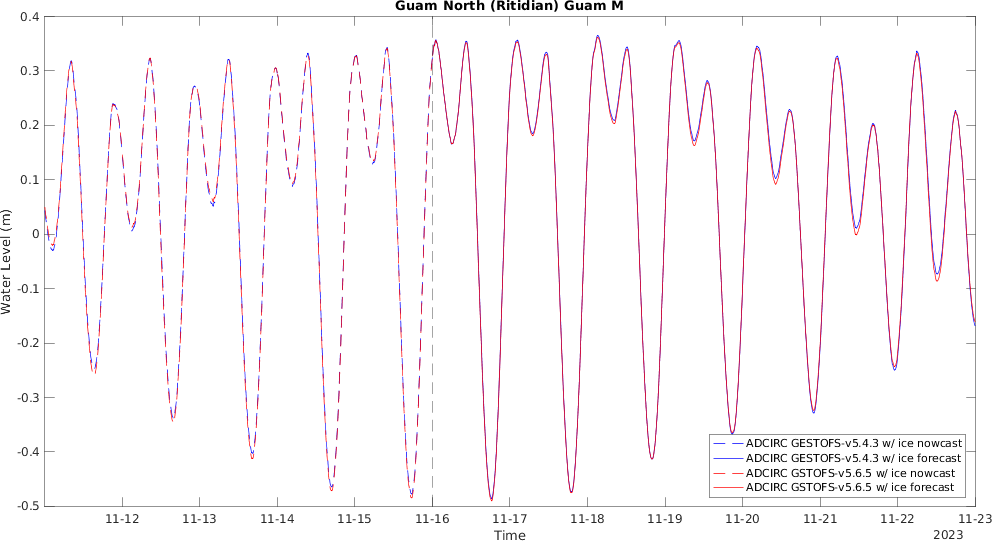 Guam North (Ritidian) Guam M
0.4
0.3
0.2
0.1
0
-0.1
-0.2
-0.3
-0.4
-0.5
Water Level (m)
ADCIRC GESTOFS-v5.4.3 w/ ice nowcast
ADCIRC GESTOFS-v5.4.3 w/ ice forecast
ADCIRC GSTOFS-v5.6.5 w/ ice nowcast
ADCIRC GSTOFS-v5.6.5 w/ ice forecast
11-12 11-13 11-14 11-15 11-16 11-17 11-18 11-19 11-20 11-21 11-22 11-23
Time
2023